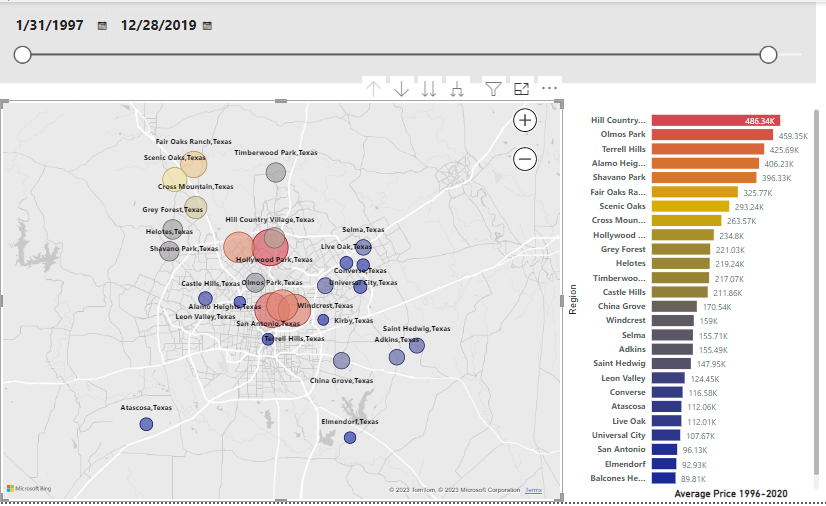 1/31/1997 12/28/2019
Fair Oaks Ranch,Texas
Timberwood Park,Texas
Scenic Oaks,Texas
Cross Mountain,Texas
Grey Forest,Texas
Hill Country Village,Texas
Helotes,Texas
Selma,Texas
Shavano Park,Texas
Live Oak,Texas
Hollywood Park,Texas
Converse,Texas
Castle Hills,Texas
Olmos Park,Texas
Universal City,Texas
Alamo Heights,Texas
Windcrest,Texas
Leon Valley,Texas
San Antonio,Texas
Kirby,Texas
Saint Hedwig,Texas
Terrell Hills,Texas
Adkins,Texas
China Grove,Texas
Atascosa,Texas
Elmendorf,Texas
Microsoft Bing
© 2023 TomTom, © 2023 Microsoft Corporation Terms
Region
Hill Country... 486.34K
Olmos Park 459.35K
Terrell Hills 425.69K
Alamo Heig... 406.23K
Shavano Park 396.33K
Fair Oaks Ra... 325.77K
Scenic Oaks 293.24K
Cross Moun... 263.57K
Hollywood ... 234.8K
Grey Forest 221.03K
Helotes 219.24K
Timberwoo... 217.07K
Castle Hills 211.86K
China Grove 170.54K
Windcrest 159K
Selma 155.71K
Adkins 155.49K
Saint Hedwig 147.95K
Leon Valley 124.45K
Converse 116.58K
Atascosa 112.06K
Live Oak 112.01K
Universal City 107.67K
San Antonio 96.13K
Elmendorf 92.93K
Balcones He... 89.81K
Average Price 1996-2020